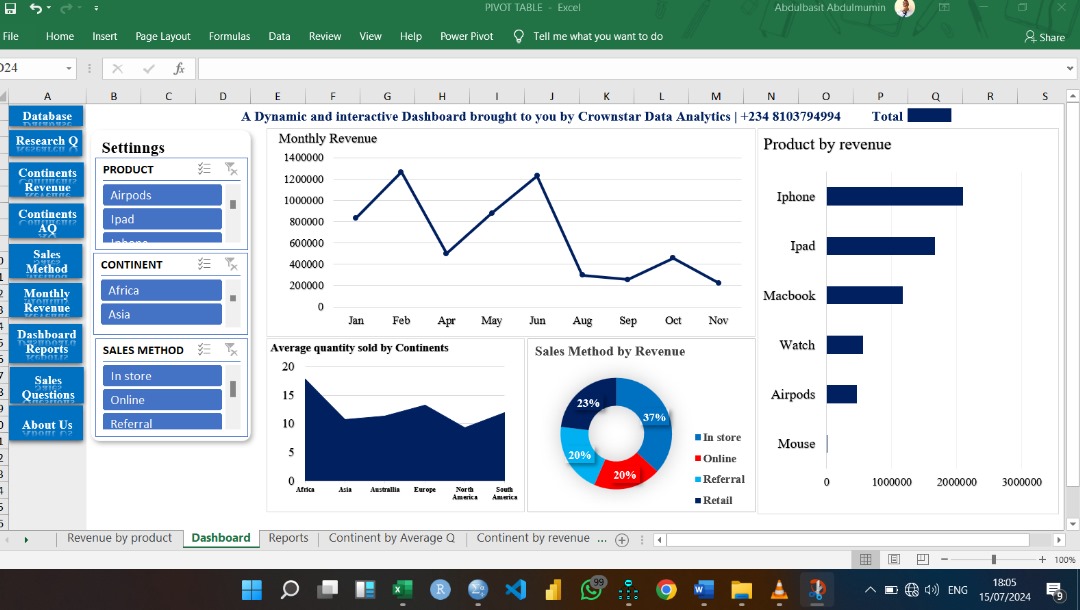 PIVOT TABLE - Excel
Abdulbasit Abdulmumin
File Home Insert Page Layout Formulas Data Review View Help Power Pivot Tell me what you want to do Share
D24
fx
A B C D E F G H I J K L M N O P Q R S
Database
Research Q
Continents
Revenue
Continents
AQ
Sales
Method
Monthly
Revenue
Dashboard
Reports
Sales
Questions
About Us
A Dynamic and interactive Dashboard brought to you by Crownstar Data Analytics | +234 8103794994
Total
Settinngs
PRODUCT
Airpods
Ipad
Iphone
CONTINENT
Africa
Asia
SALES METHOD
In store
Online
Referral
Monthly Revenue
1400000
1200000
1000000
800000
600000
400000
200000
0
Jan Feb Apr May Jun Aug Sep Oct Nov
Average quantity sold by Continents
20
15
10
5
0
Africa Asia Australlia Europe North America South America
Sales Method by Revenue
23%
37%
20%
20%
In store
Online
Referral
Retail
Product by revenue
Iphone
Ipad
Macbook
Watch
Airpods
Mouse
0 1000000 2000000 3000000
Revenue by product Dashboard Reports Continent by Average Q Continent by revenue ...
100%
99
ENG
18:05
15/07/2024
9